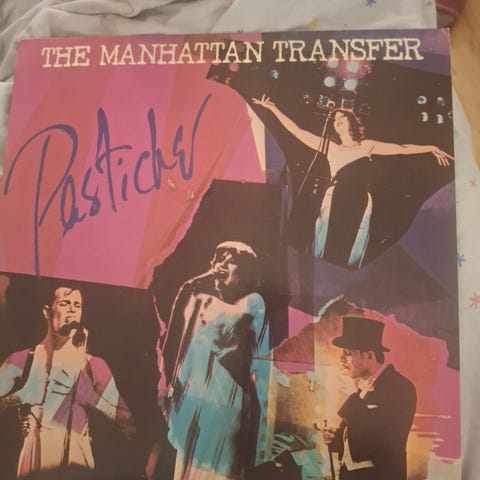 THE MANHATTAN TRANSFER
Pastiche